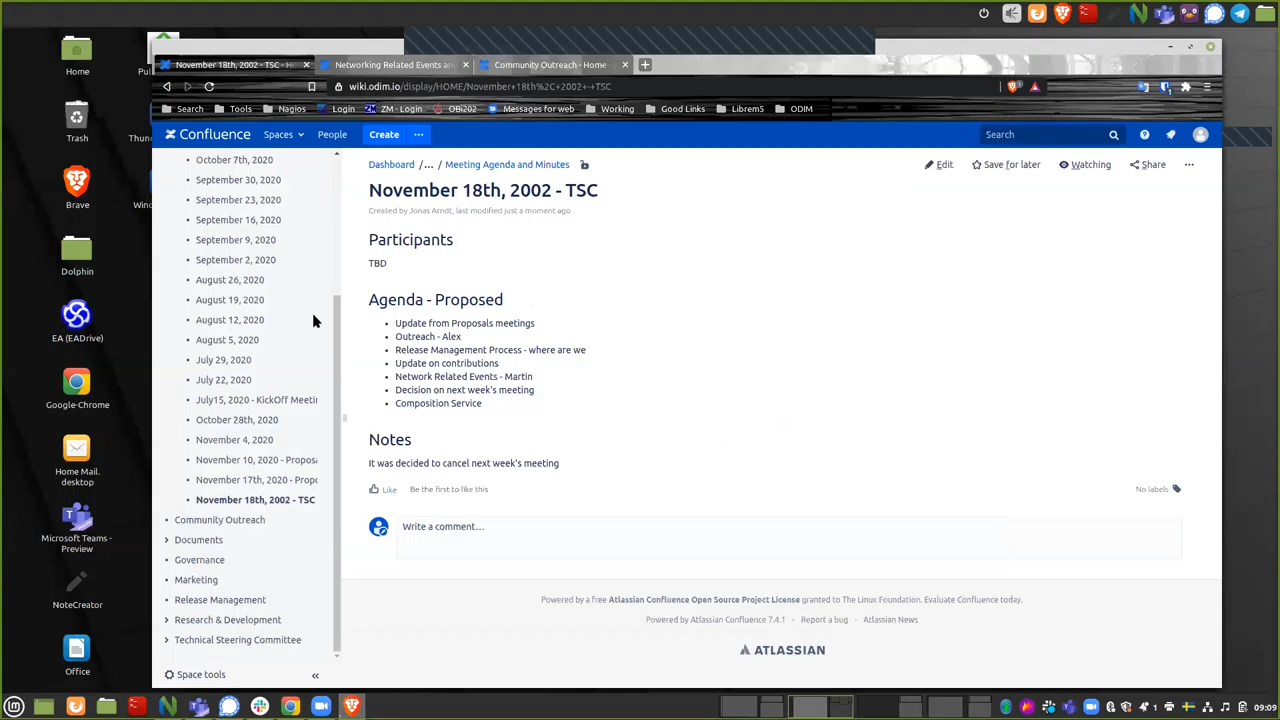 Home
Trash
Brave
Dolphin
EA (EADrive)
Google-Chrome
Home Mail.
desktop
Microsoft Teams -
Preview
NoteCreator
Office
November 18th, 2002 - TSC -
Networking Related Events an
Community Outreach - Home
wiki.odim.io/display/HOME/November+18th%2C+2002+-+TSC
Search
Tools
Nagios
Login
ZM - Login
OBi202
Messages for web
Working
Good Links
Librem5
ODIM
Confluence
Spaces
People
Create
Search
October 7th, 2020
September 30, 2020
September 23, 2020
September 16, 2020
September 9, 2020
September 2, 2020
August 26, 2020
August 19, 2020
August 12, 2020
August 5, 2020
July 29, 2020
July 22, 2020
July15, 2020 - KickOff Meetin
October 28th, 2020
November 4, 2020
November 10, 2020 - Proposa
November 17th, 2020 - Propo
November 18th, 2002 - TSC
Community Outreach
Documents
Governance
Marketing
Release Management
Research & Development
Technical Steering Committee
Space tools
Dashboard /... / Meeting Agenda and Minutes
Edit
Save for later
Watching
Share
November 18th, 2002 - TSC
Created by Jonas Arndt, last modified just a moment ago
Participants
TBD
Agenda - Proposed
• Update from Proposals meetings
• Outreach - Alex
• Release Management Process - where are we
• Update on contributions
• Network Related Events - Martin
• Decision on next week's meeting
• Composition Service
Notes
It was decided to cancel next week's meeting
Like
Be the first to like this
No labels
Write a comment…
Powered by a free Atlassian Confluence Open Source Project License granted to The Linux Foundation. Evaluate Confluence today.
Powered by Atlassian Confluence 7.4.1 · Report a bug · Atlassian News
ATLASSIAN
09:09